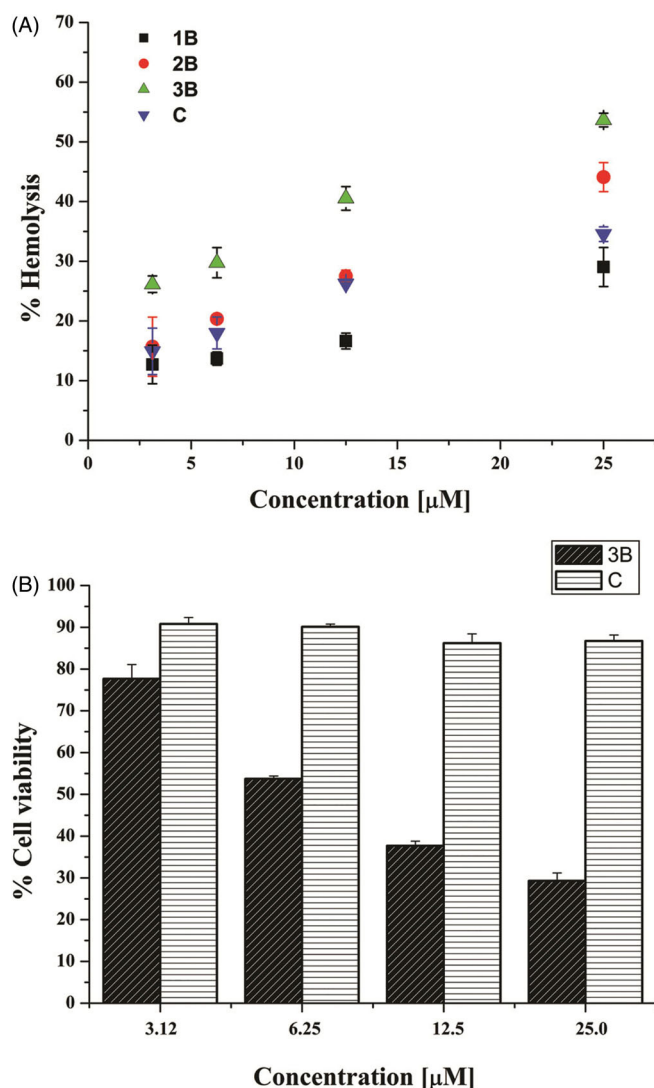 (A)
70
60
50
40
30
20
10
0
% Hemolysis
1B
2B
3B
C
0 5 10 15 20 25
Concentration [μM]
(B)
3B
C
100
90
80
70
60
50
40
30
20
10
0
% Cell viability
3.12 6.25 12.5 25.0
Concentration [μM]